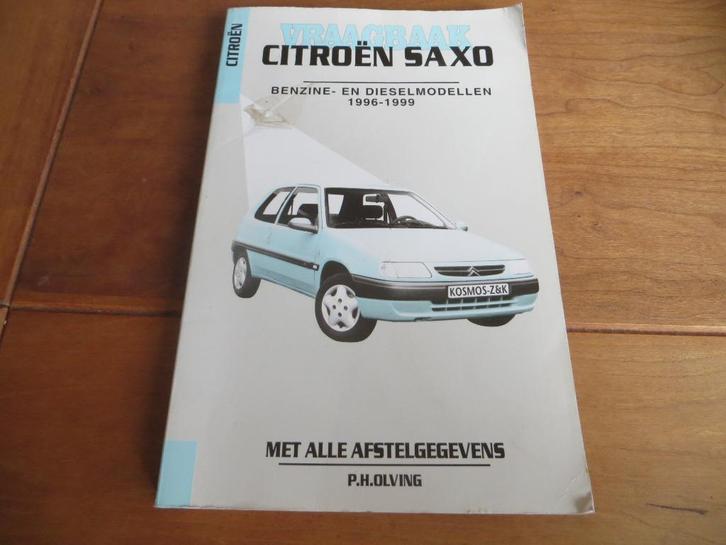 CITROËN
VRAAGBAAK
CITROËN SAXO
BENZINE- EN DIESELMODELLEN
1996-1999
KOSMOS-Z&K
MET ALLE AFSTELGEGEVENS
P.H.OLVING